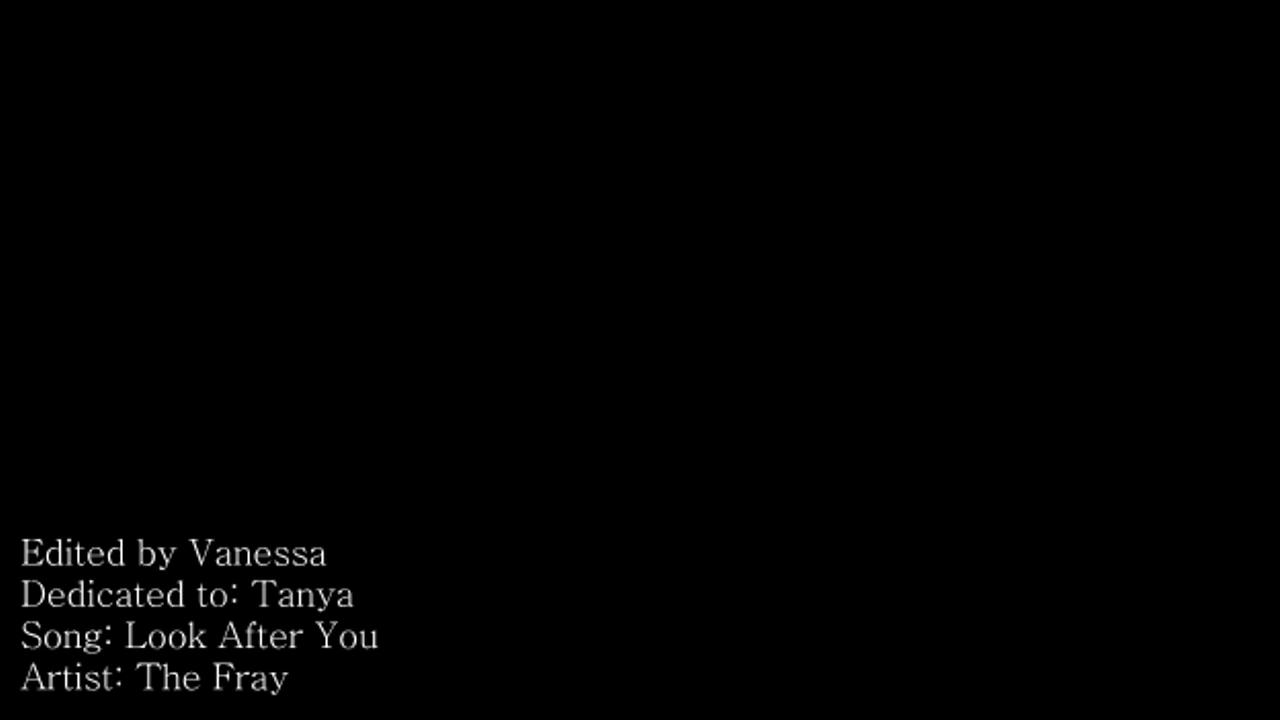 Edited by Vanessa
Dedicated to: Tanya
Song: Look After You
Artist: The Fray